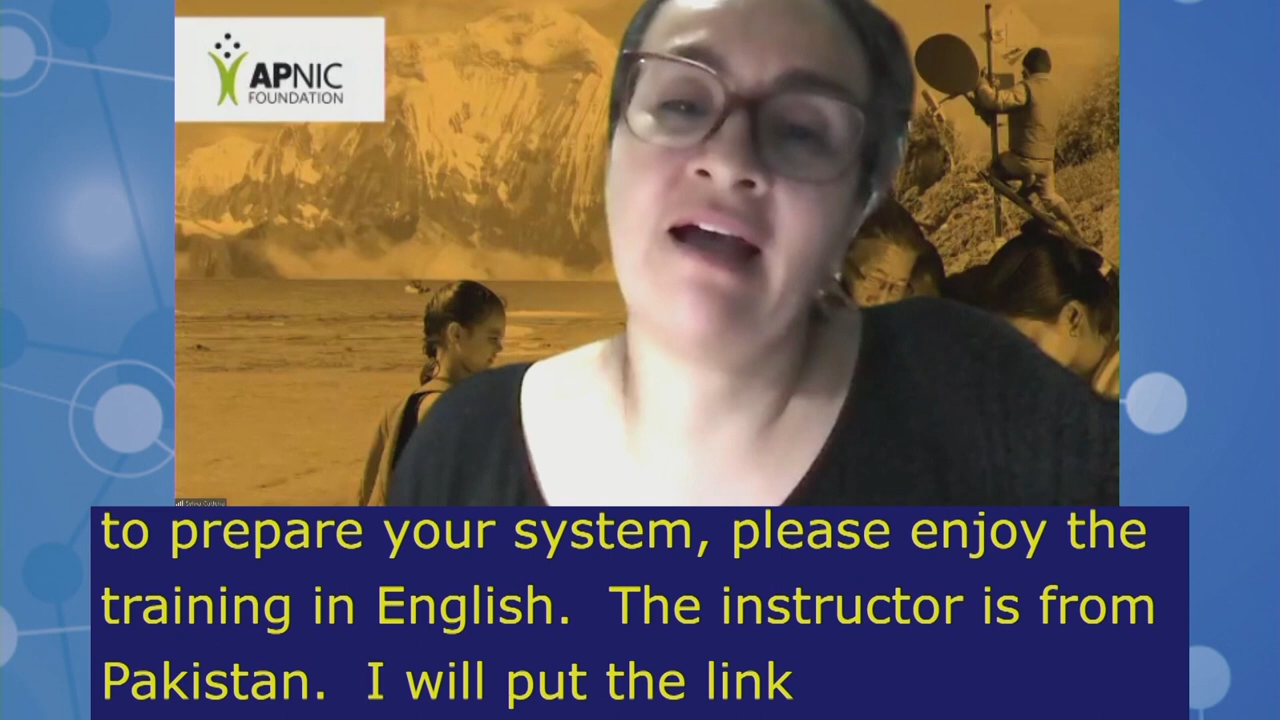 APNIC
FOUNDATION
to prepare your system, please enjoy the
training in English.  The instructor is from
Pakistan.  I will put the link